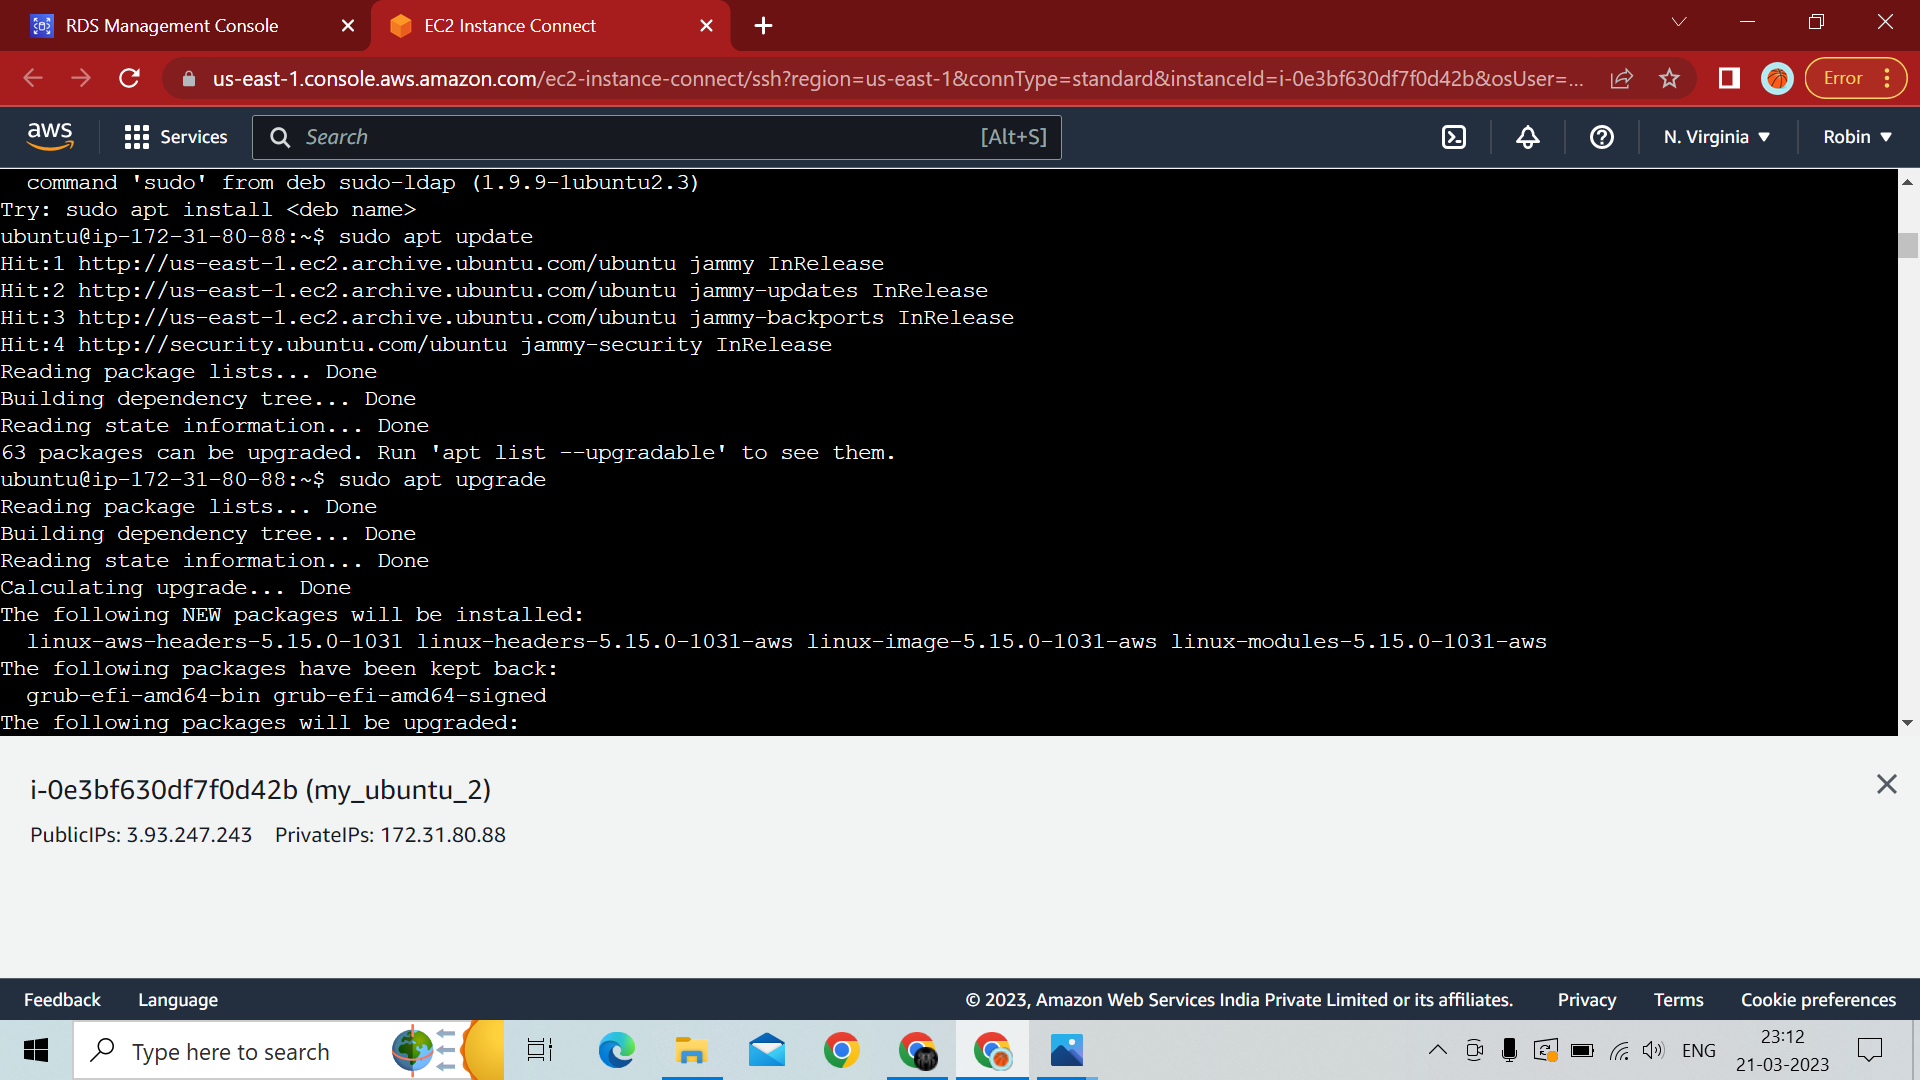 RDS Management Console
EC2 Instance Connect
us-east-1.console.aws.amazon.com/ec2-instance-connect/ssh?region=us-east-1&connType=standard&instanceId=i-0e3bf630df7f0d42b&osUser=...
Error
aws
Services
Search
[Alt+S]
N. Virginia
Robin
command 'sudo' from deb sudo-ldap (1.9.9-1ubuntu2.3)
Try: sudo apt install <deb name>
ubuntu@ip-172-31-80-88:~$ sudo apt update
Hit:1 http://us-east-1.ec2.archive.ubuntu.com/ubuntu jammy InRelease
Hit:2 http://us-east-1.ec2.archive.ubuntu.com/ubuntu jammy-updates InRelease
Hit:3 http://us-east-1.ec2.archive.ubuntu.com/ubuntu jammy-backports InRelease
Hit:4 http://security.ubuntu.com/ubuntu jammy-security InRelease
Reading package lists... Done
Building dependency tree... Done
Reading state information... Done
63 packages can be upgraded. Run 'apt list --upgradable' to see them.
ubuntu@ip-172-31-80-88:~$ sudo apt upgrade
Reading package lists... Done
Building dependency tree... Done
Reading state information... Done
Calculating upgrade... Done
The following NEW packages will be installed:
linux-aws-headers-5.15.0-1031 linux-headers-5.15.0-1031-aws linux-image-5.15.0-1031-aws linux-modules-5.15.0-1031-aws
The following packages have been kept back:
grub-efi-amd64-bin grub-efi-amd64-signed
The following packages will be upgraded:
i-0e3bf630df7f0d42b (my_ubuntu_2)
PublicIPs: 3.93.247.243 PrivateIPs: 172.31.80.88
Feedback
Language
© 2023, Amazon Web Services India Private Limited or its affiliates.
Privacy
Terms
Cookie preferences
Type here to search
ENG
23:12
21-03-2023